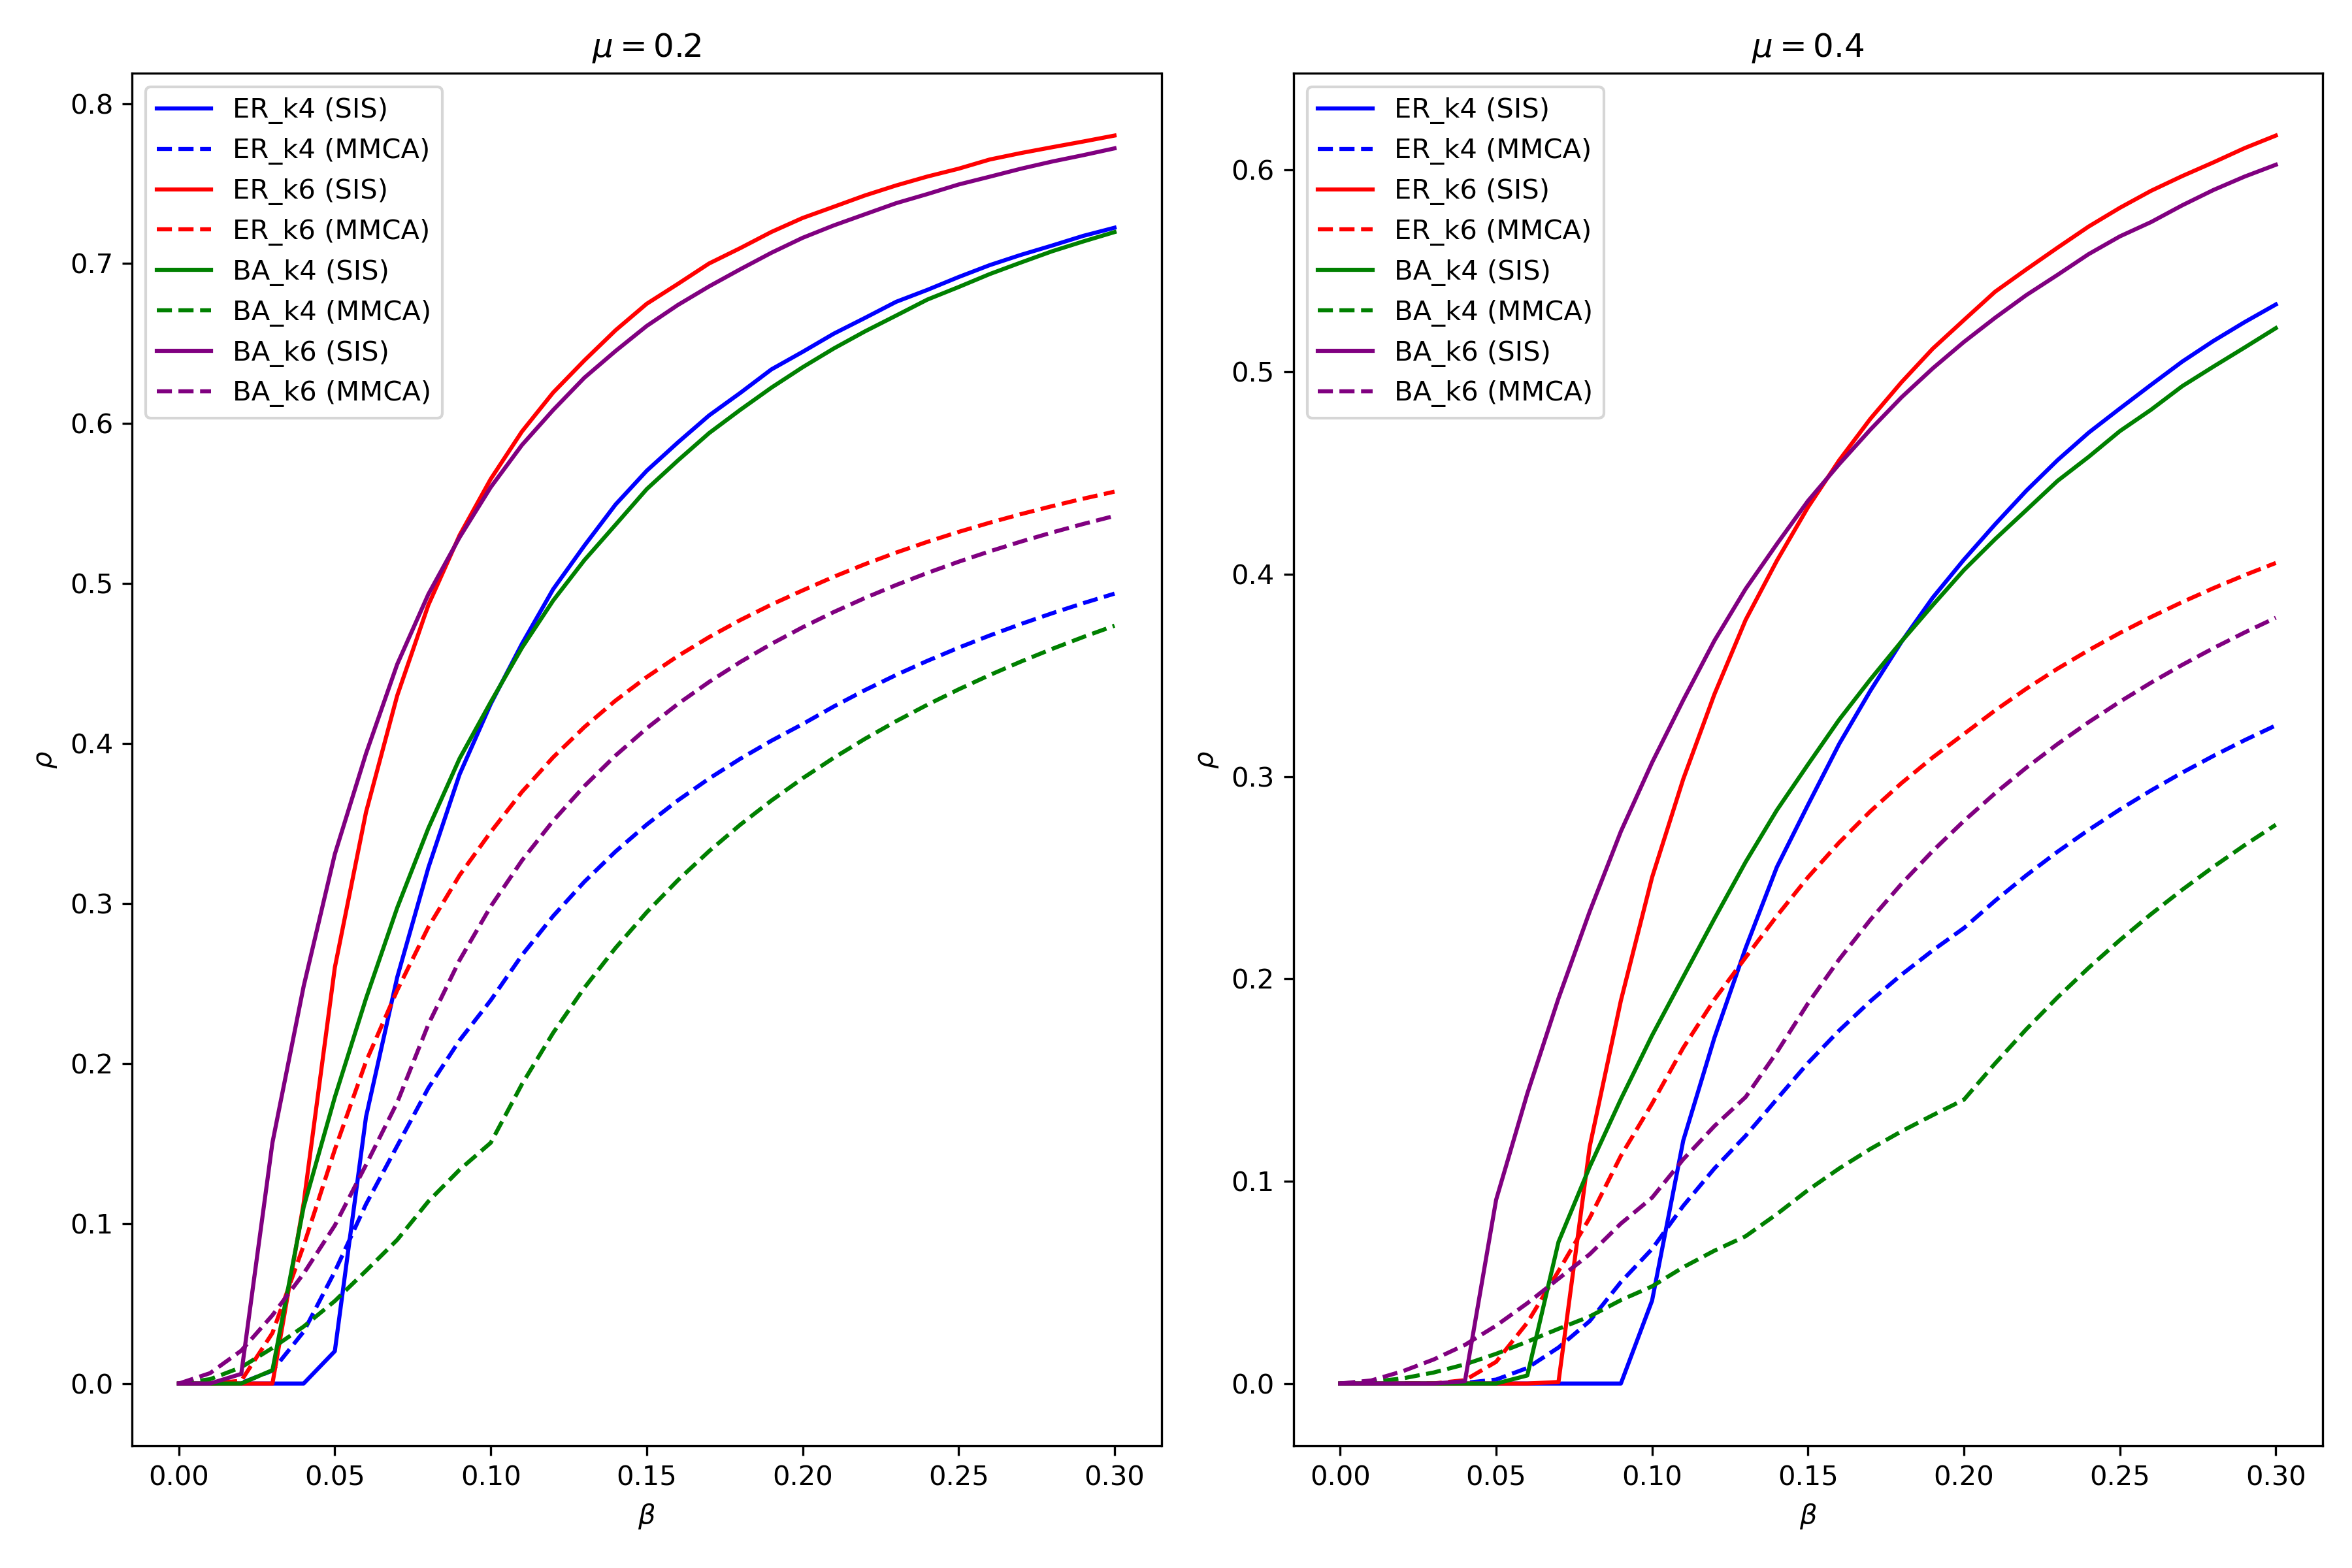 μ = 0.2
0.8
0.7
0.6
0.5
0.4
0.3
0.2
0.1
0.0
ρ
ER_k4 (SIS)
ER_k4 (MMCA)
ER_k6 (SIS)
ER_k6 (MMCA)
BA_k4 (SIS)
BA_k4 (MMCA)
BA_k6 (SIS)
BA_k6 (MMCA)
0.00 0.05 0.10 0.15 0.20 0.25 0.30
β
μ = 0.4
0.6
0.5
0.4
0.3
0.2
0.1
0.0
ρ
ER_k4 (SIS)
ER_k4 (MMCA)
ER_k6 (SIS)
ER_k6 (MMCA)
BA_k4 (SIS)
BA_k4 (MMCA)
BA_k6 (SIS)
BA_k6 (MMCA)
0.00 0.05 0.10 0.15 0.20 0.25 0.30
β